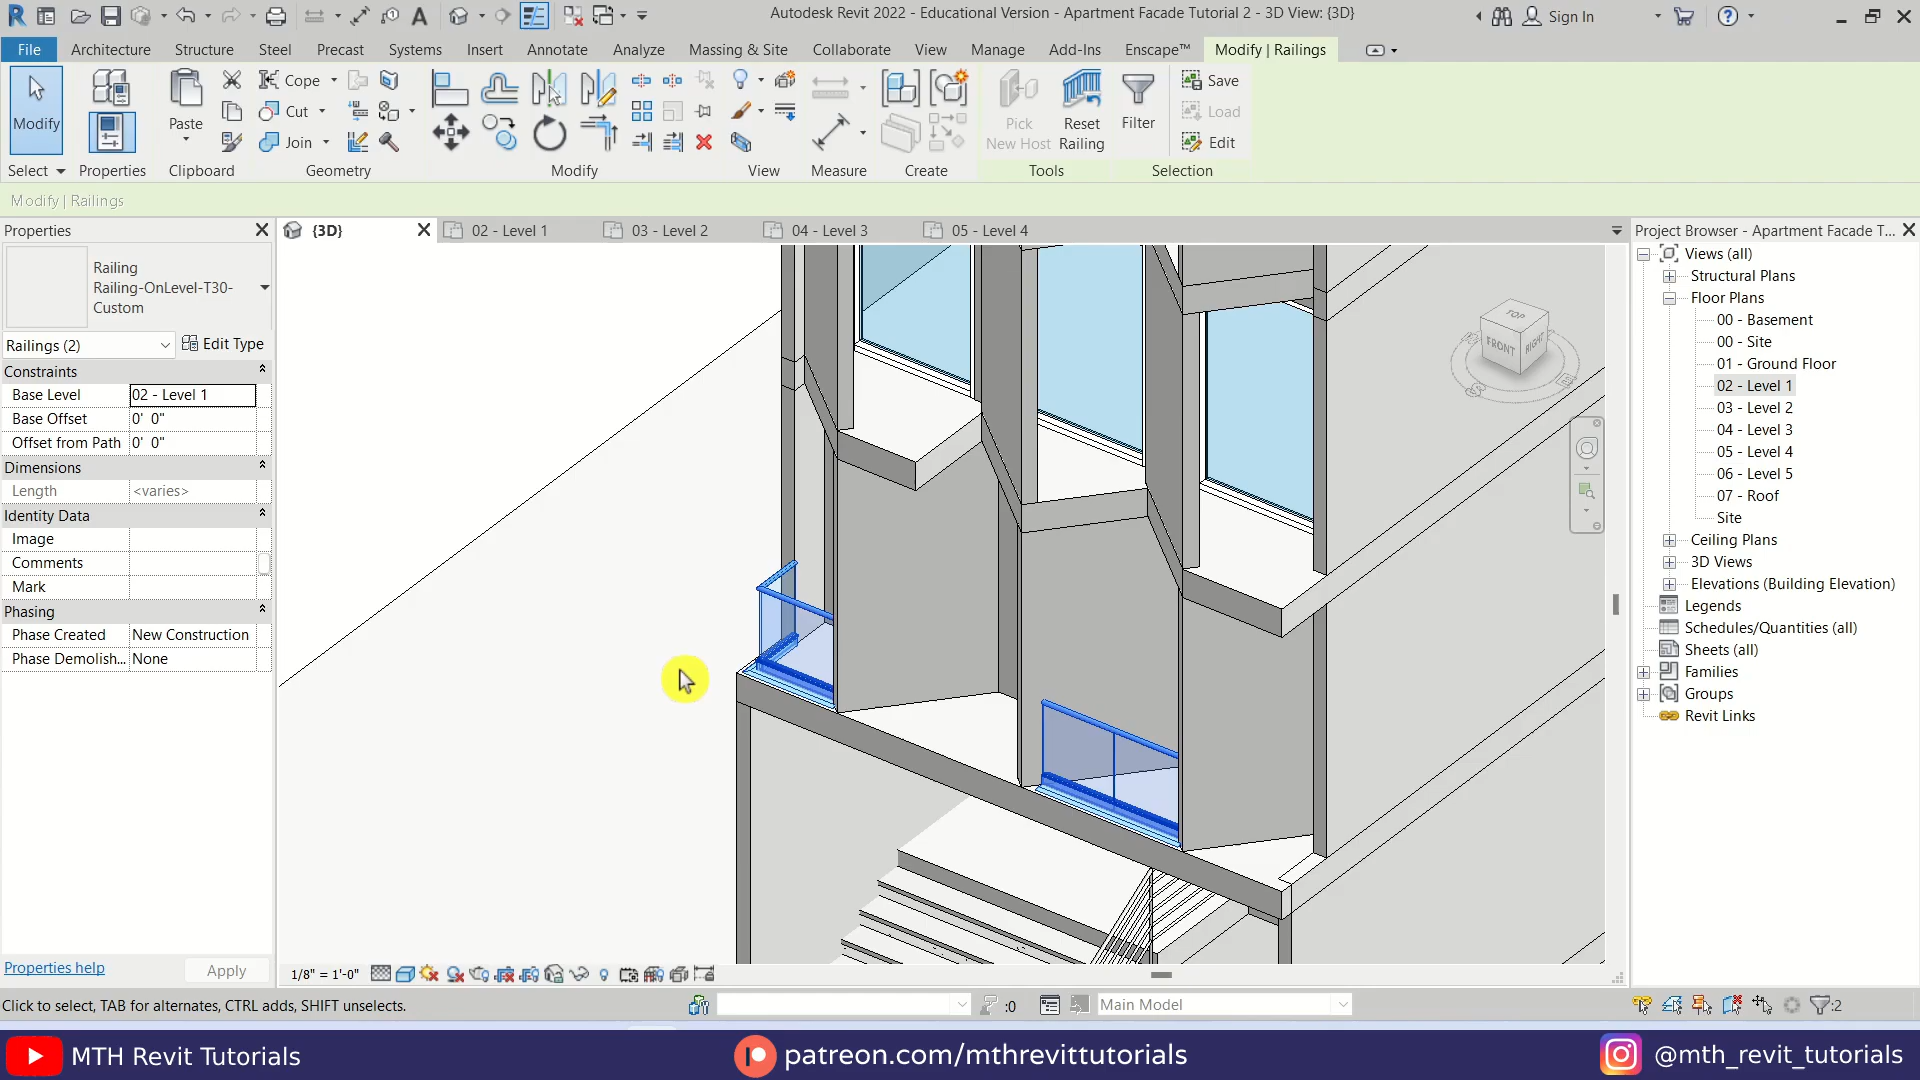 Autodesk Revit 2022 - Educational Version - Apartment Facade Tutorial 2 - 3D View: {3D}
Sign In
File Architecture Structure Steel Precast Systems Insert Annotate Analyze Massing & Site Collaborate View Manage Add-Ins Enscape™ Modify | Railings
Cope
Save
Cut
Load
Modify
Paste
Pick
New Host
Reset
Railing
Filter
Join
Edit
Select Properties Clipboard Geometry Modify View Measure Create Tools Selection
Modify | Railings
Properties
{3D}
02 - Level 1
03 - Level 2
04 - Level 3
05 - Level 4
Railing
Railing-OnLevel-T30-
Custom
Railings (2)
Edit Type
Constraints
Base Level 02 - Level 1
Base Offset 0' 0"
Offset from Path 0' 0"
Dimensions
Length <varies>
Identity Data
Image
Comments
Mark
Phasing
Phase Created New Construction
Phase Demolish... None
Properties help
Apply
TOP
FRONT
RIGHT
Project Browser - Apartment Facade T...
Views (all)
Structural Plans
Floor Plans
00 - Basement
00 - Site
01 - Ground Floor
02 - Level 1
03 - Level 2
04 - Level 3
05 - Level 4
06 - Level 5
07 - Roof
Site
Ceiling Plans
3D Views
Elevations (Building Elevation)
Legends
Schedules/Quantities (all)
Sheets (all)
Families
Groups
Revit Links
1/8" = 1'-0"
Click to select, TAB for alternates, CTRL adds, SHIFT unselects.
:0
Main Model
:2
MTH Revit Tutorials
patreon.com/mthrevittutorials
@mth_revit_tutorials